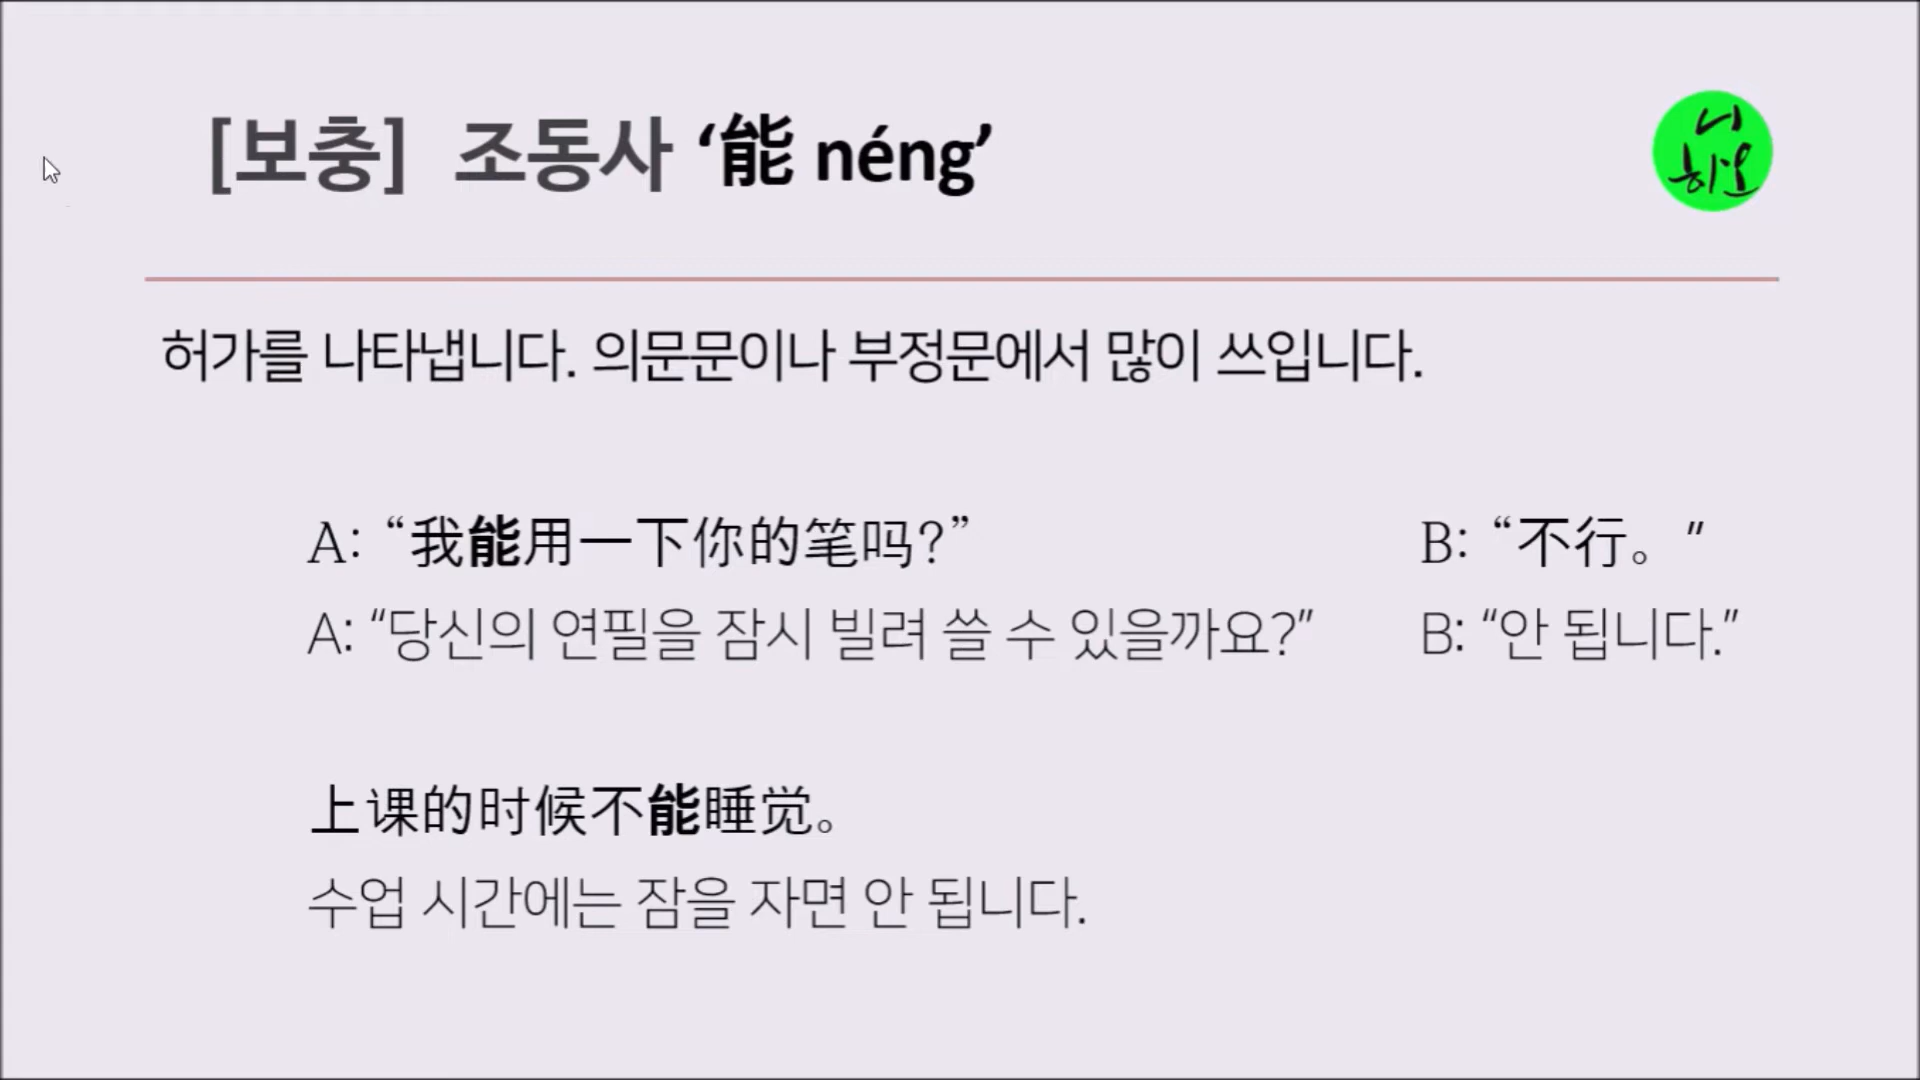 [보충] 조동사 ‘能 néng’
니
하오
허가를 나타냅니다. 의문문이나 부정문에서 많이 쓰입니다.
A: “我能用一下你的笔吗?” B: “不行。”
A: “당신의 연필을 잠시 빌려 쓸 수 있을까요?” B: “안 됩니다.”
上课的时候不能睡觉。
수업 시간에는 잠을 자면 안 됩니다.